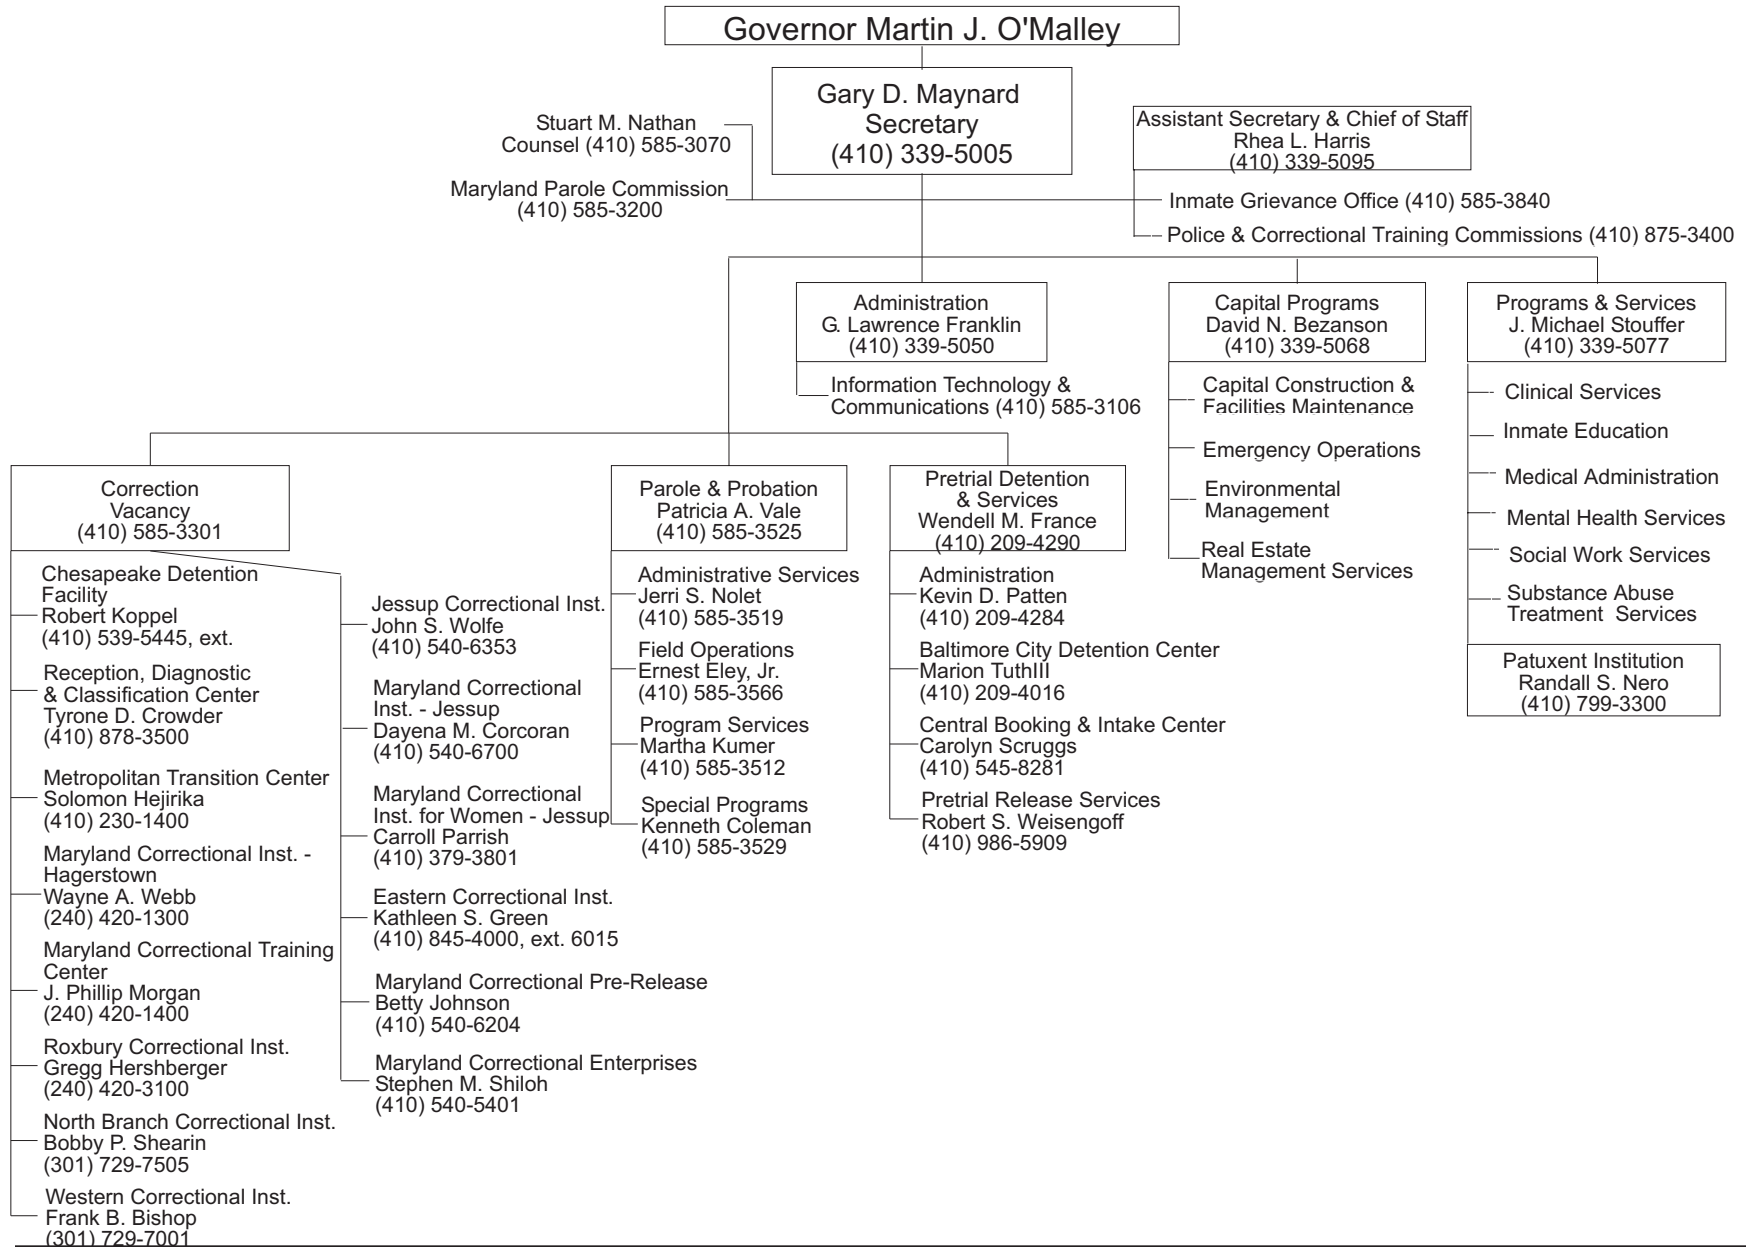 Governor Martin J. O'Malley
Gary D. Maynard
Secretary
(410) 339-5005
Stuart M. Nathan
Counsel (410) 585-3070
Maryland Parole Commission
(410) 585-3200
Assistant Secretary & Chief of Staff
Rhea L. Harris
(410) 339-5095
Inmate Grievance Office (410) 585-3840
Police & Correctional Training Commissions (410) 875-3400
Administration
G. Lawrence Franklin
(410) 339-5050
Information Technology &
Communications (410) 585-3106
Capital Programs
David N. Bezanson
(410) 339-5068
Capital Construction &
Facilities Maintenance
Emergency Operations
Environmental
Management
Real Estate
Management Services
Programs & Services
J. Michael Stouffer
(410) 339-5077
Clinical Services
Inmate Education
Medical Administration
Mental Health Services
Social Work Services
Substance Abuse
Treatment Services
Patuxent Institution
Randall S. Nero
(410) 799-3300
Correction
Vacancy
(410) 585-3301
Chesapeake Detention
Facility
Robert Koppel
(410) 539-5445, ext.
Reception, Diagnostic
& Classification Center
Tyrone D. Crowder
(410) 878-3500
Metropolitan Transition Center
Solomon Hejirika
(410) 230-1400
Maryland Correctional Inst. -
Hagerstown
Wayne A. Webb
(240) 420-1300
Maryland Correctional Training
Center
J. Phillip Morgan
(240) 420-1400
Roxbury Correctional Inst.
Gregg Hershberger
(240) 420-3100
North Branch Correctional Inst.
Bobby P. Shearin
(301) 729-7505
Western Correctional Inst.
Frank B. Bishop
(301) 729-7001
Jessup Correctional Inst.
John S. Wolfe
(410) 540-6353
Maryland Correctional
Inst. - Jessup
Dayena M. Corcoran
(410) 540-6700
Maryland Correctional
Inst. for Women - Jessup
Carroll Parrish
(410) 379-3801
Eastern Correctional Inst.
Kathleen S. Green
(410) 845-4000, ext. 6015
Maryland Correctional Pre-Release
Betty Johnson
(410) 540-6204
Maryland Correctional Enterprises
Stephen M. Shiloh
(410) 540-5401
Parole & Probation
Patricia A. Vale
(410) 585-3525
Administrative Services
Jerri S. Nolet
(410) 585-3519
Field Operations
Ernest Eley, Jr.
(410) 585-3566
Program Services
Martha Kumer
(410) 585-3512
Special Programs
Kenneth Coleman
(410) 585-3529
Pretrial Detention
& Services
Wendell M. France
(410) 209-4290
Administration
Kevin D. Patten
(410) 209-4284
Baltimore City Detention Center
Marion TuthIII
(410) 209-4016
Central Booking & Intake Center
Carolyn Scruggs
(410) 545-8281
Pretrial Release Services
Robert S. Weisengoff
(410) 986-5909